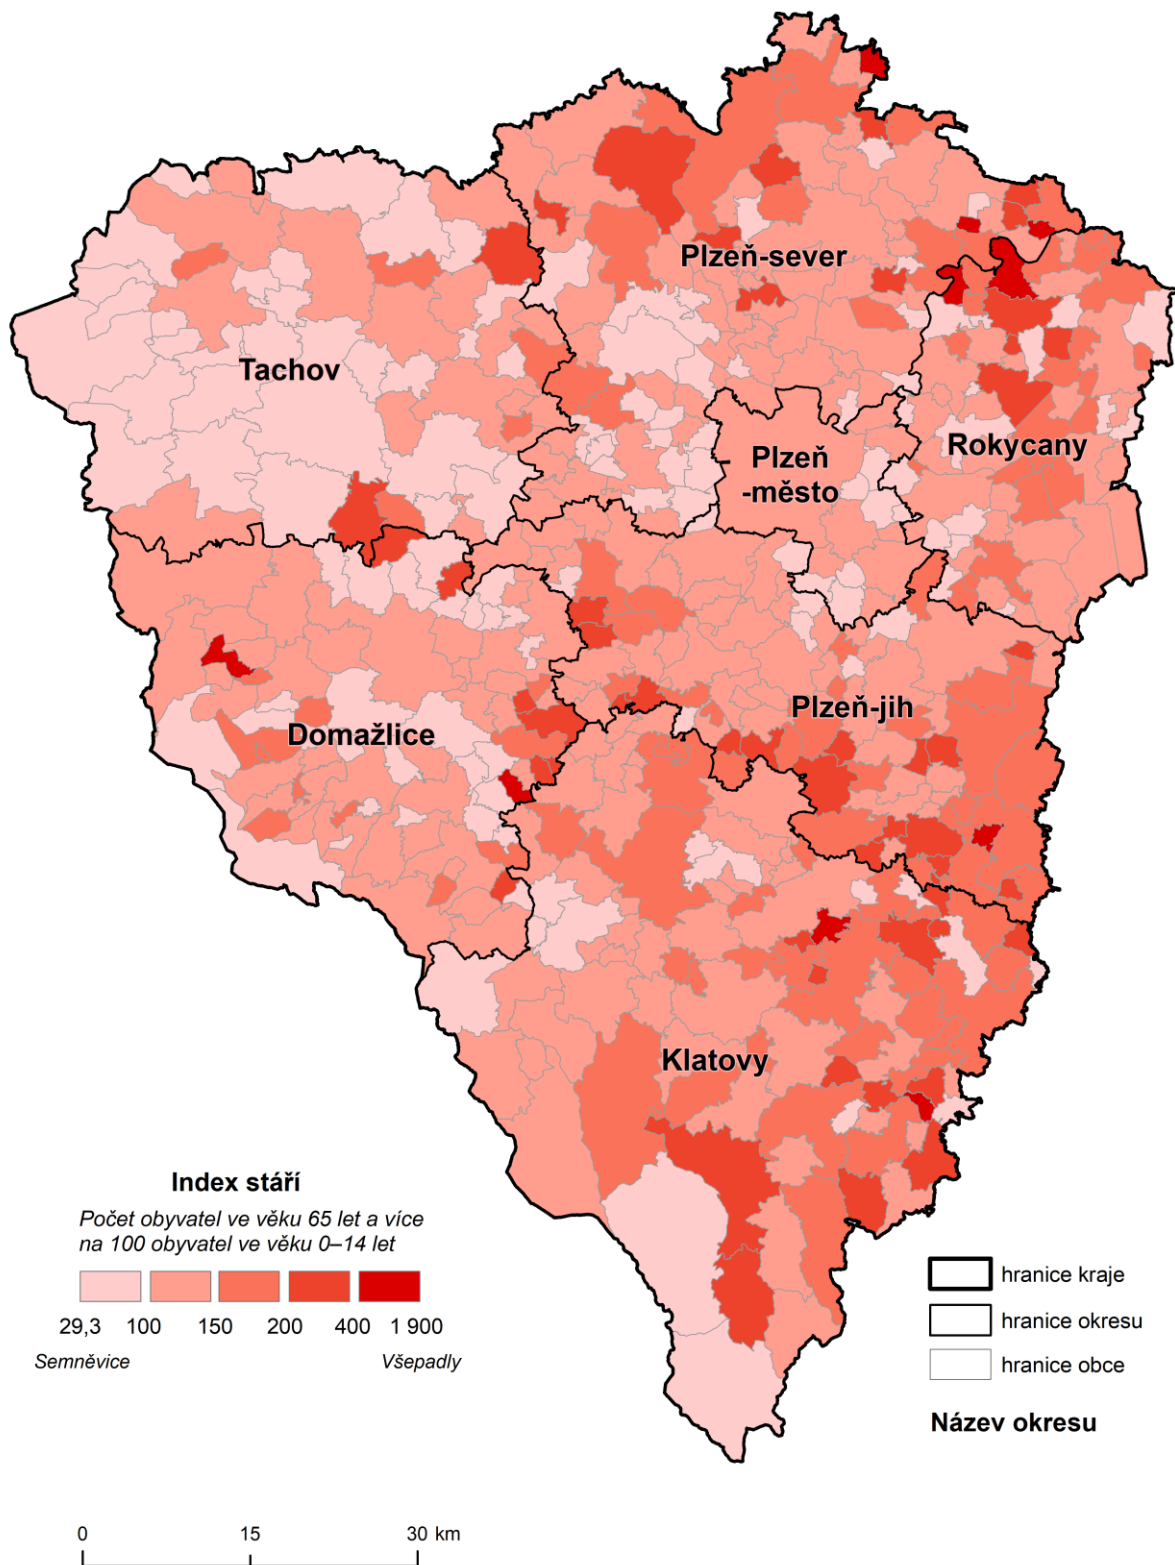 Plzeň-sever
Tachov
Plzeň
-město
Rokycany
Plzeň-jih
Domažlice
Klatovy
Index stáří
Počet obyvatel ve věku 65 let a více
na 100 obyvatel ve věku 0–14 let
29,3 100 150 200 400 1 900
Semněvice Všepadly
hranice kraje
hranice okresu
hranice obce
Název okresu
0 15 30 km